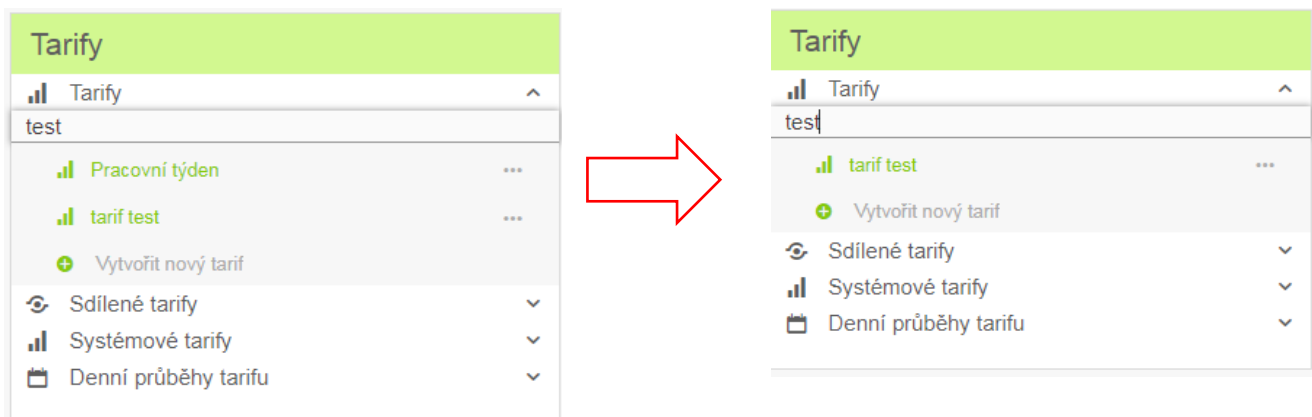 Tarify
Tarify
test
Pracovní týden
tarif test
Vytvořit nový tarif
Sdílené tarify
Systémové tarify
Denní průběhy tarifu
Tarify
Tarify
test
tarif test
Vytvořit nový tarif
Sdílené tarify
Systémové tarify
Denní průběhy tarifu